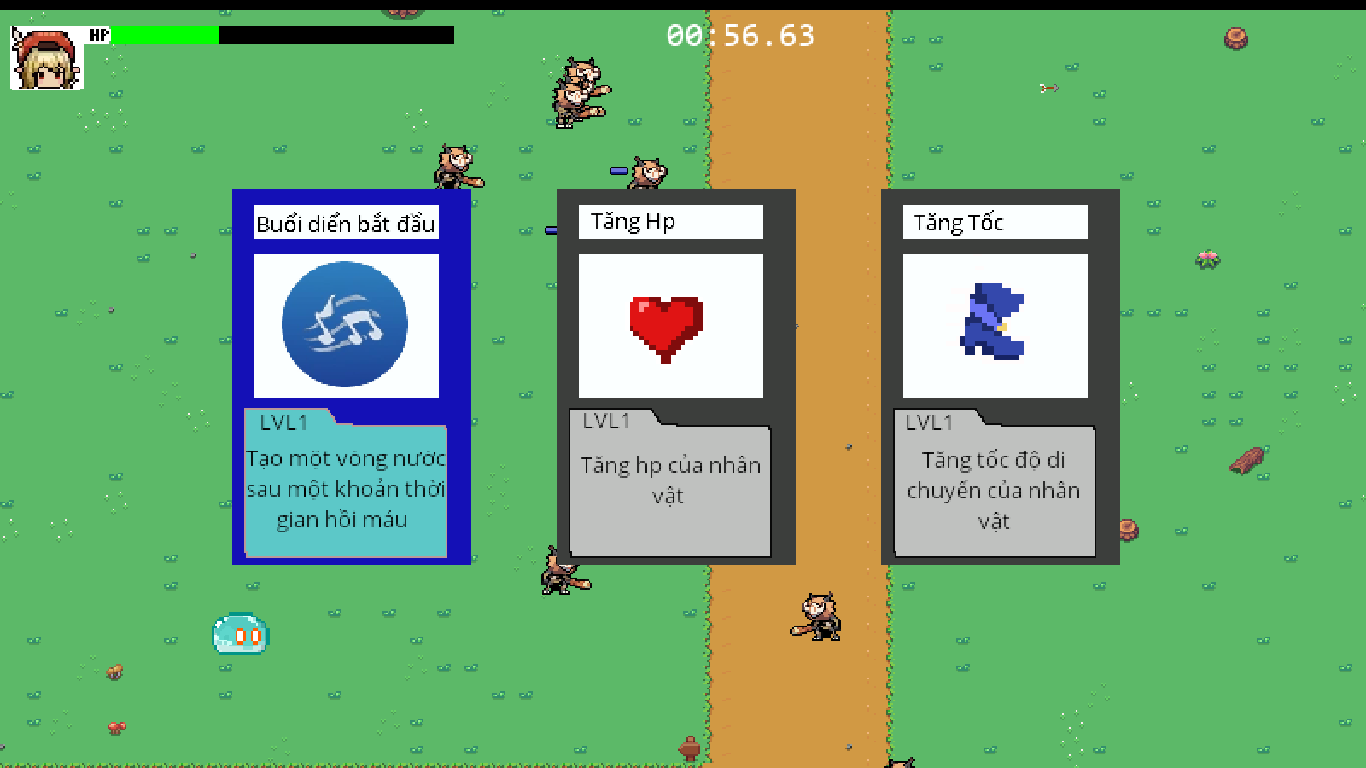 HP
00:56.63
Buổi diễn bắt đầu
Tăng Hp
Tăng Tốc
LVL1
Tạo một vòng nước
sau một khoản thời
gian hồi máu
LVL1
Tăng hp của nhân
vật
LVL1
Tăng tốc độ di
chuyển của nhân
vật